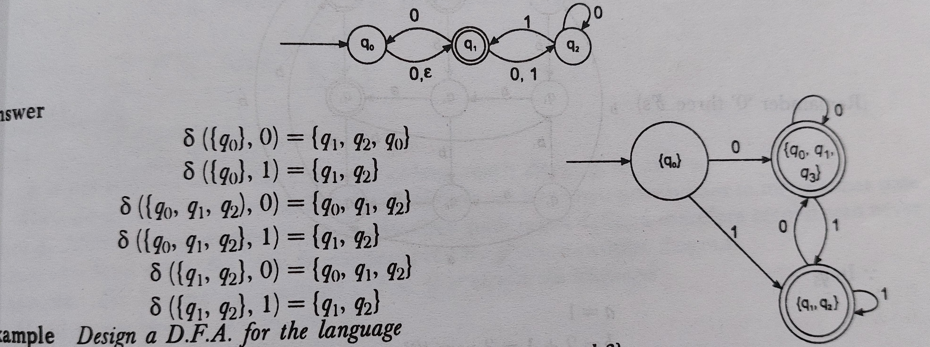 0
1
0
q₀
q₁
q₂
0,ε
0, 1
nswer
δ ({q₀}, 0) = {q₁, q₂, q₀}
δ ({q₀}, 1) = {q₁, q₂}
δ ({q₀, q₁, q₂), 0) = {q₀, q₁, q₂}
δ ({q₀, q₁, q₂}, 1) = {q₁, q₂}
δ ({q₁, q₂}, 0) = {q₀, q₁, q₂}
δ ({q₁, q₂}, 1) = {q₁, q₂}
0
{q₀}
0
{q₀, q₁,
q₃}
1
0
1
{q₁, q₂}
1
ample Design a D.F.A. for the language